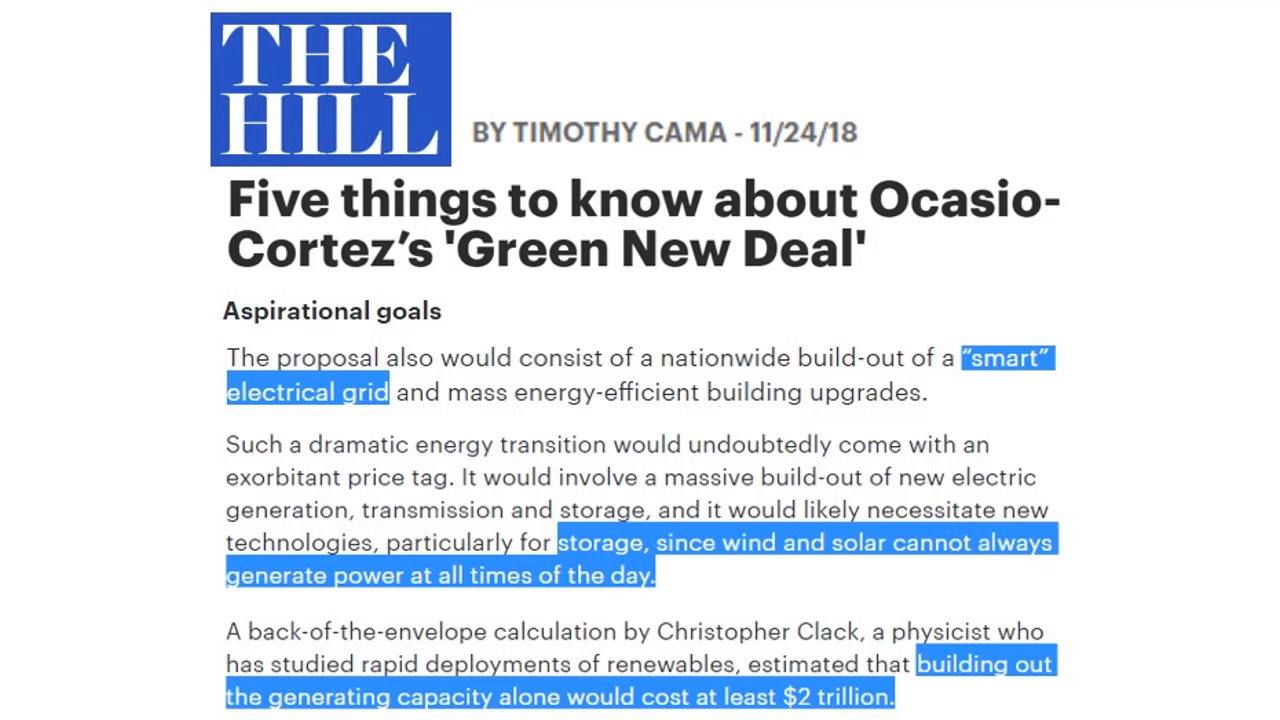 THE
HILL
BY TIMOTHY CAMA - 11/24/18
Five things to know about Ocasio-
Cortez’s 'Green New Deal'
Aspirational goals
The proposal also would consist of a nationwide build-out of a “smart”
electrical grid and mass energy-efficient building upgrades.
Such a dramatic energy transition would undoubtedly come with an
exorbitant price tag. It would involve a massive build-out of new electric
generation, transmission and storage, and it would likely necessitate new
technologies, particularly for storage, since wind and solar cannot always
generate power at all times of the day.
A back-of-the-envelope calculation by Christopher Clack, a physicist who
has studied rapid deployments of renewables, estimated that building out
the generating capacity alone would cost at least $2 trillion.